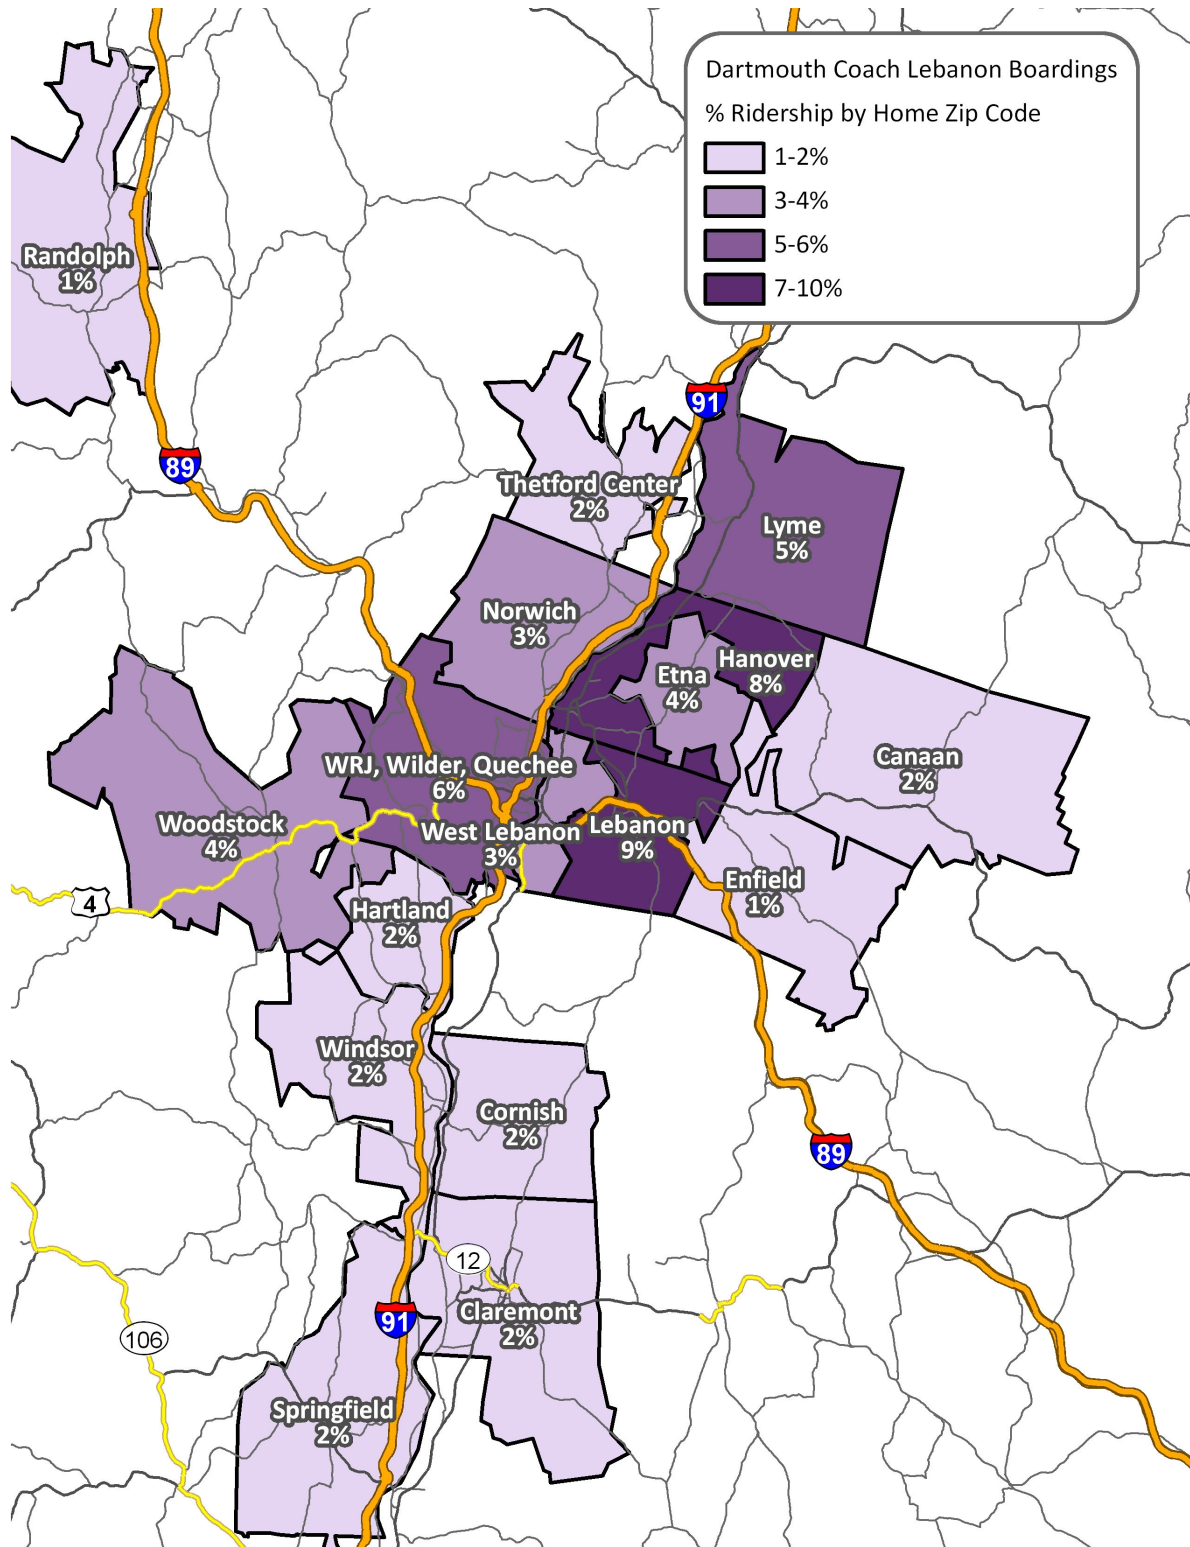 Dartmouth Coach Lebanon Boardings
% Ridership by Home Zip Code
1-2%
3-4%
5-6%
7-10%
Randolph
1%
91
89
Thetford Center
2%
Lyme
5%
Norwich
3%
Hanover
8%
Etna
4%
Canaan
2%
WRJ, Wilder, Quechee
6%
Woodstock
4%
West Lebanon
3%
Lebanon
9%
Enfield
1%
4
Hartland
2%
Windsor
2%
Cornish
2%
89
12
Claremont
2%
91
106
Springfield
2%